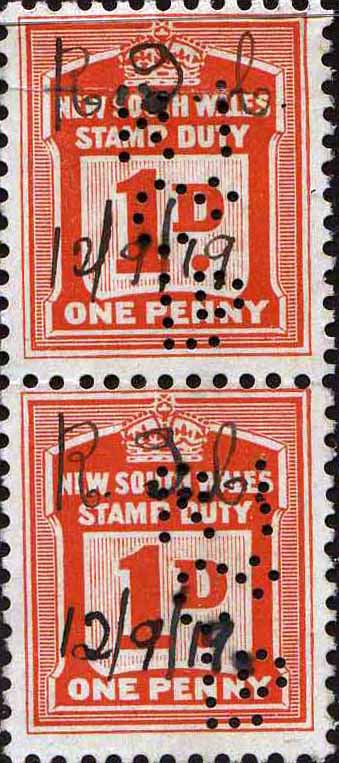 NEW SOUTH WALES
STAMP DUTY
1D
12/9/19
ONE PENNY
NEW SOUTH WALES
STAMP DUTY
1D
12/9/19
ONE PENNY